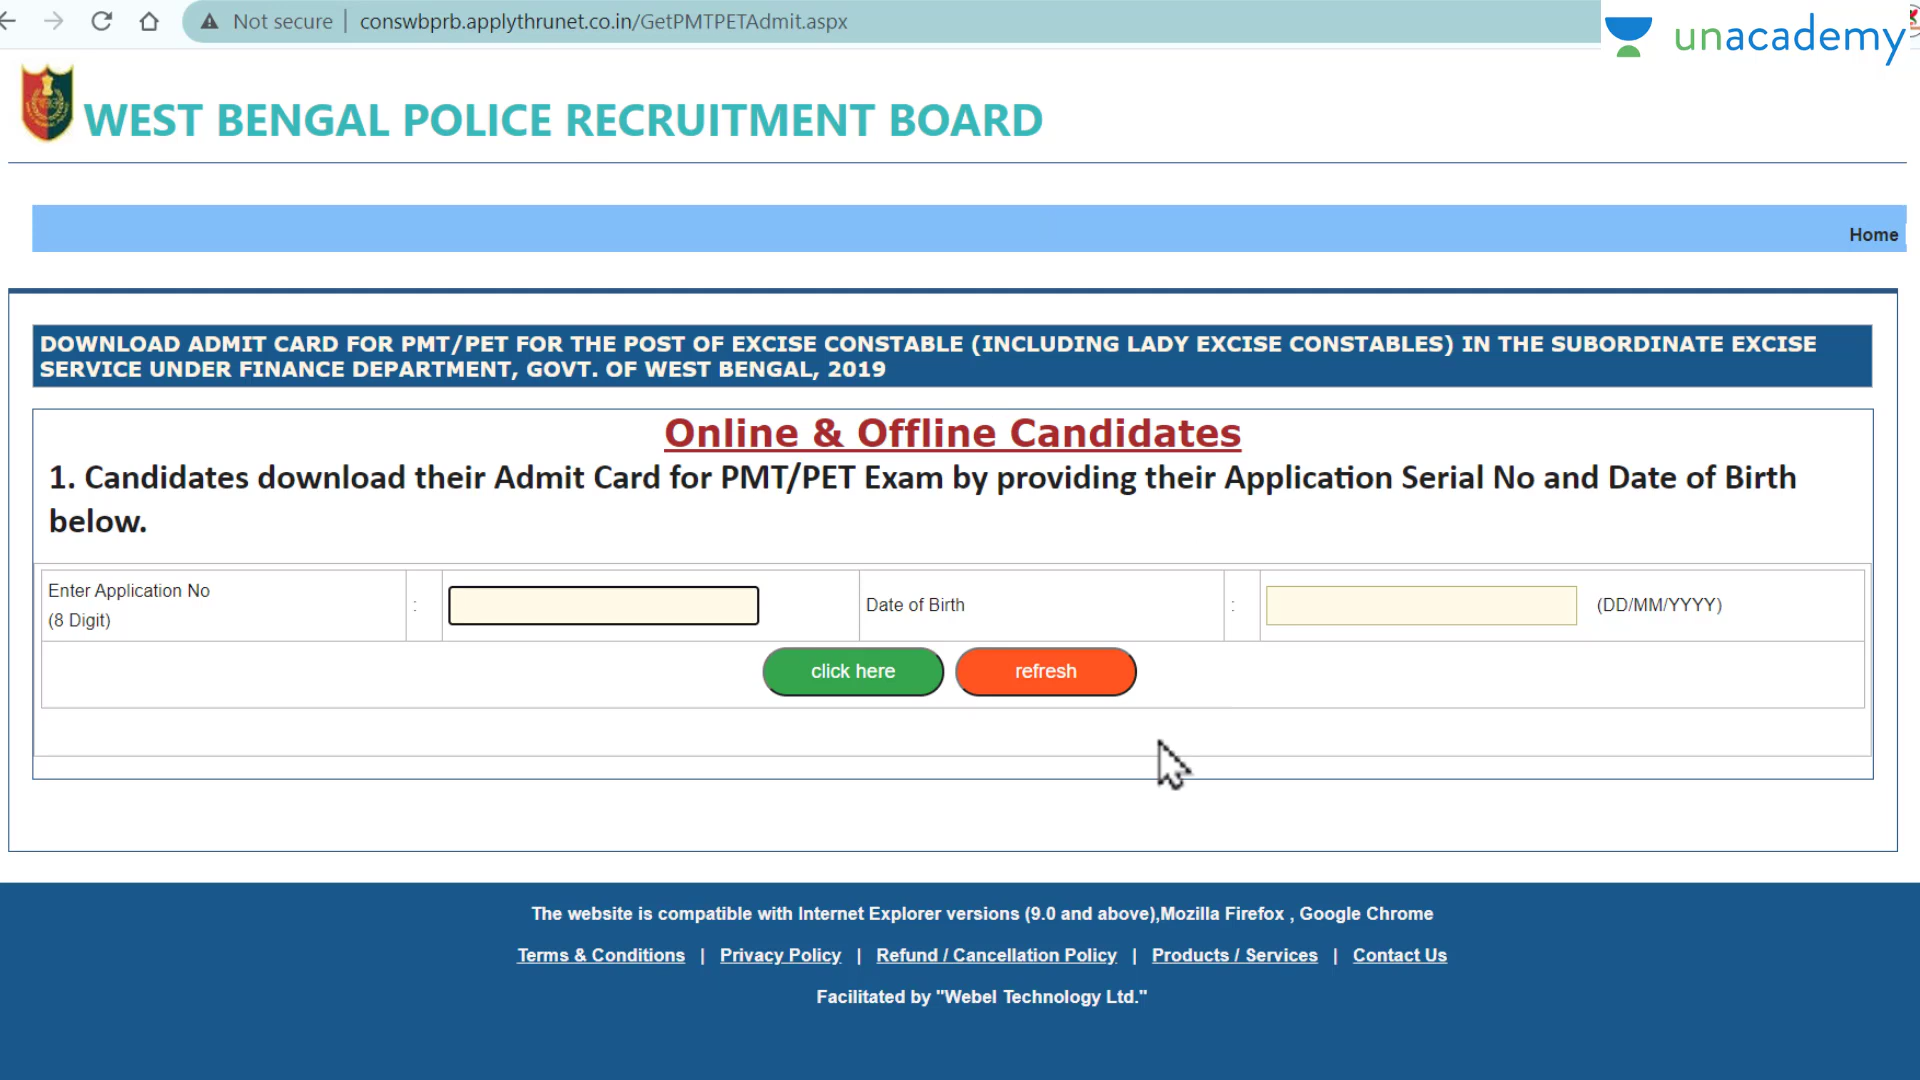 Not secure | conswbprb.applythrunet.co.in/GetPMTPETAdmit.aspx
unacademy
WEST BENGAL POLICE RECRUITMENT BOARD
Home
DOWNLOAD ADMIT CARD FOR PMT/PET FOR THE POST OF EXCISE CONSTABLE (INCLUDING LADY EXCISE CONSTABLES) IN THE SUBORDINATE EXCISE
SERVICE UNDER FINANCE DEPARTMENT, GOVT. OF WEST BENGAL, 2019
Online & Offline Candidates
1. Candidates download their Admit Card for PMT/PET Exam by providing their Application Serial No and Date of Birth
below.
Enter Application No
(8 Digit)
:
Date of Birth
:
(DD/MM/YYYY)
click here
refresh
The website is compatible with Internet Explorer versions (9.0 and above),Mozilla Firefox , Google Chrome
Terms & Conditions | Privacy Policy | Refund / Cancellation Policy | Products / Services | Contact Us
Facilitated by "Webel Technology Ltd."